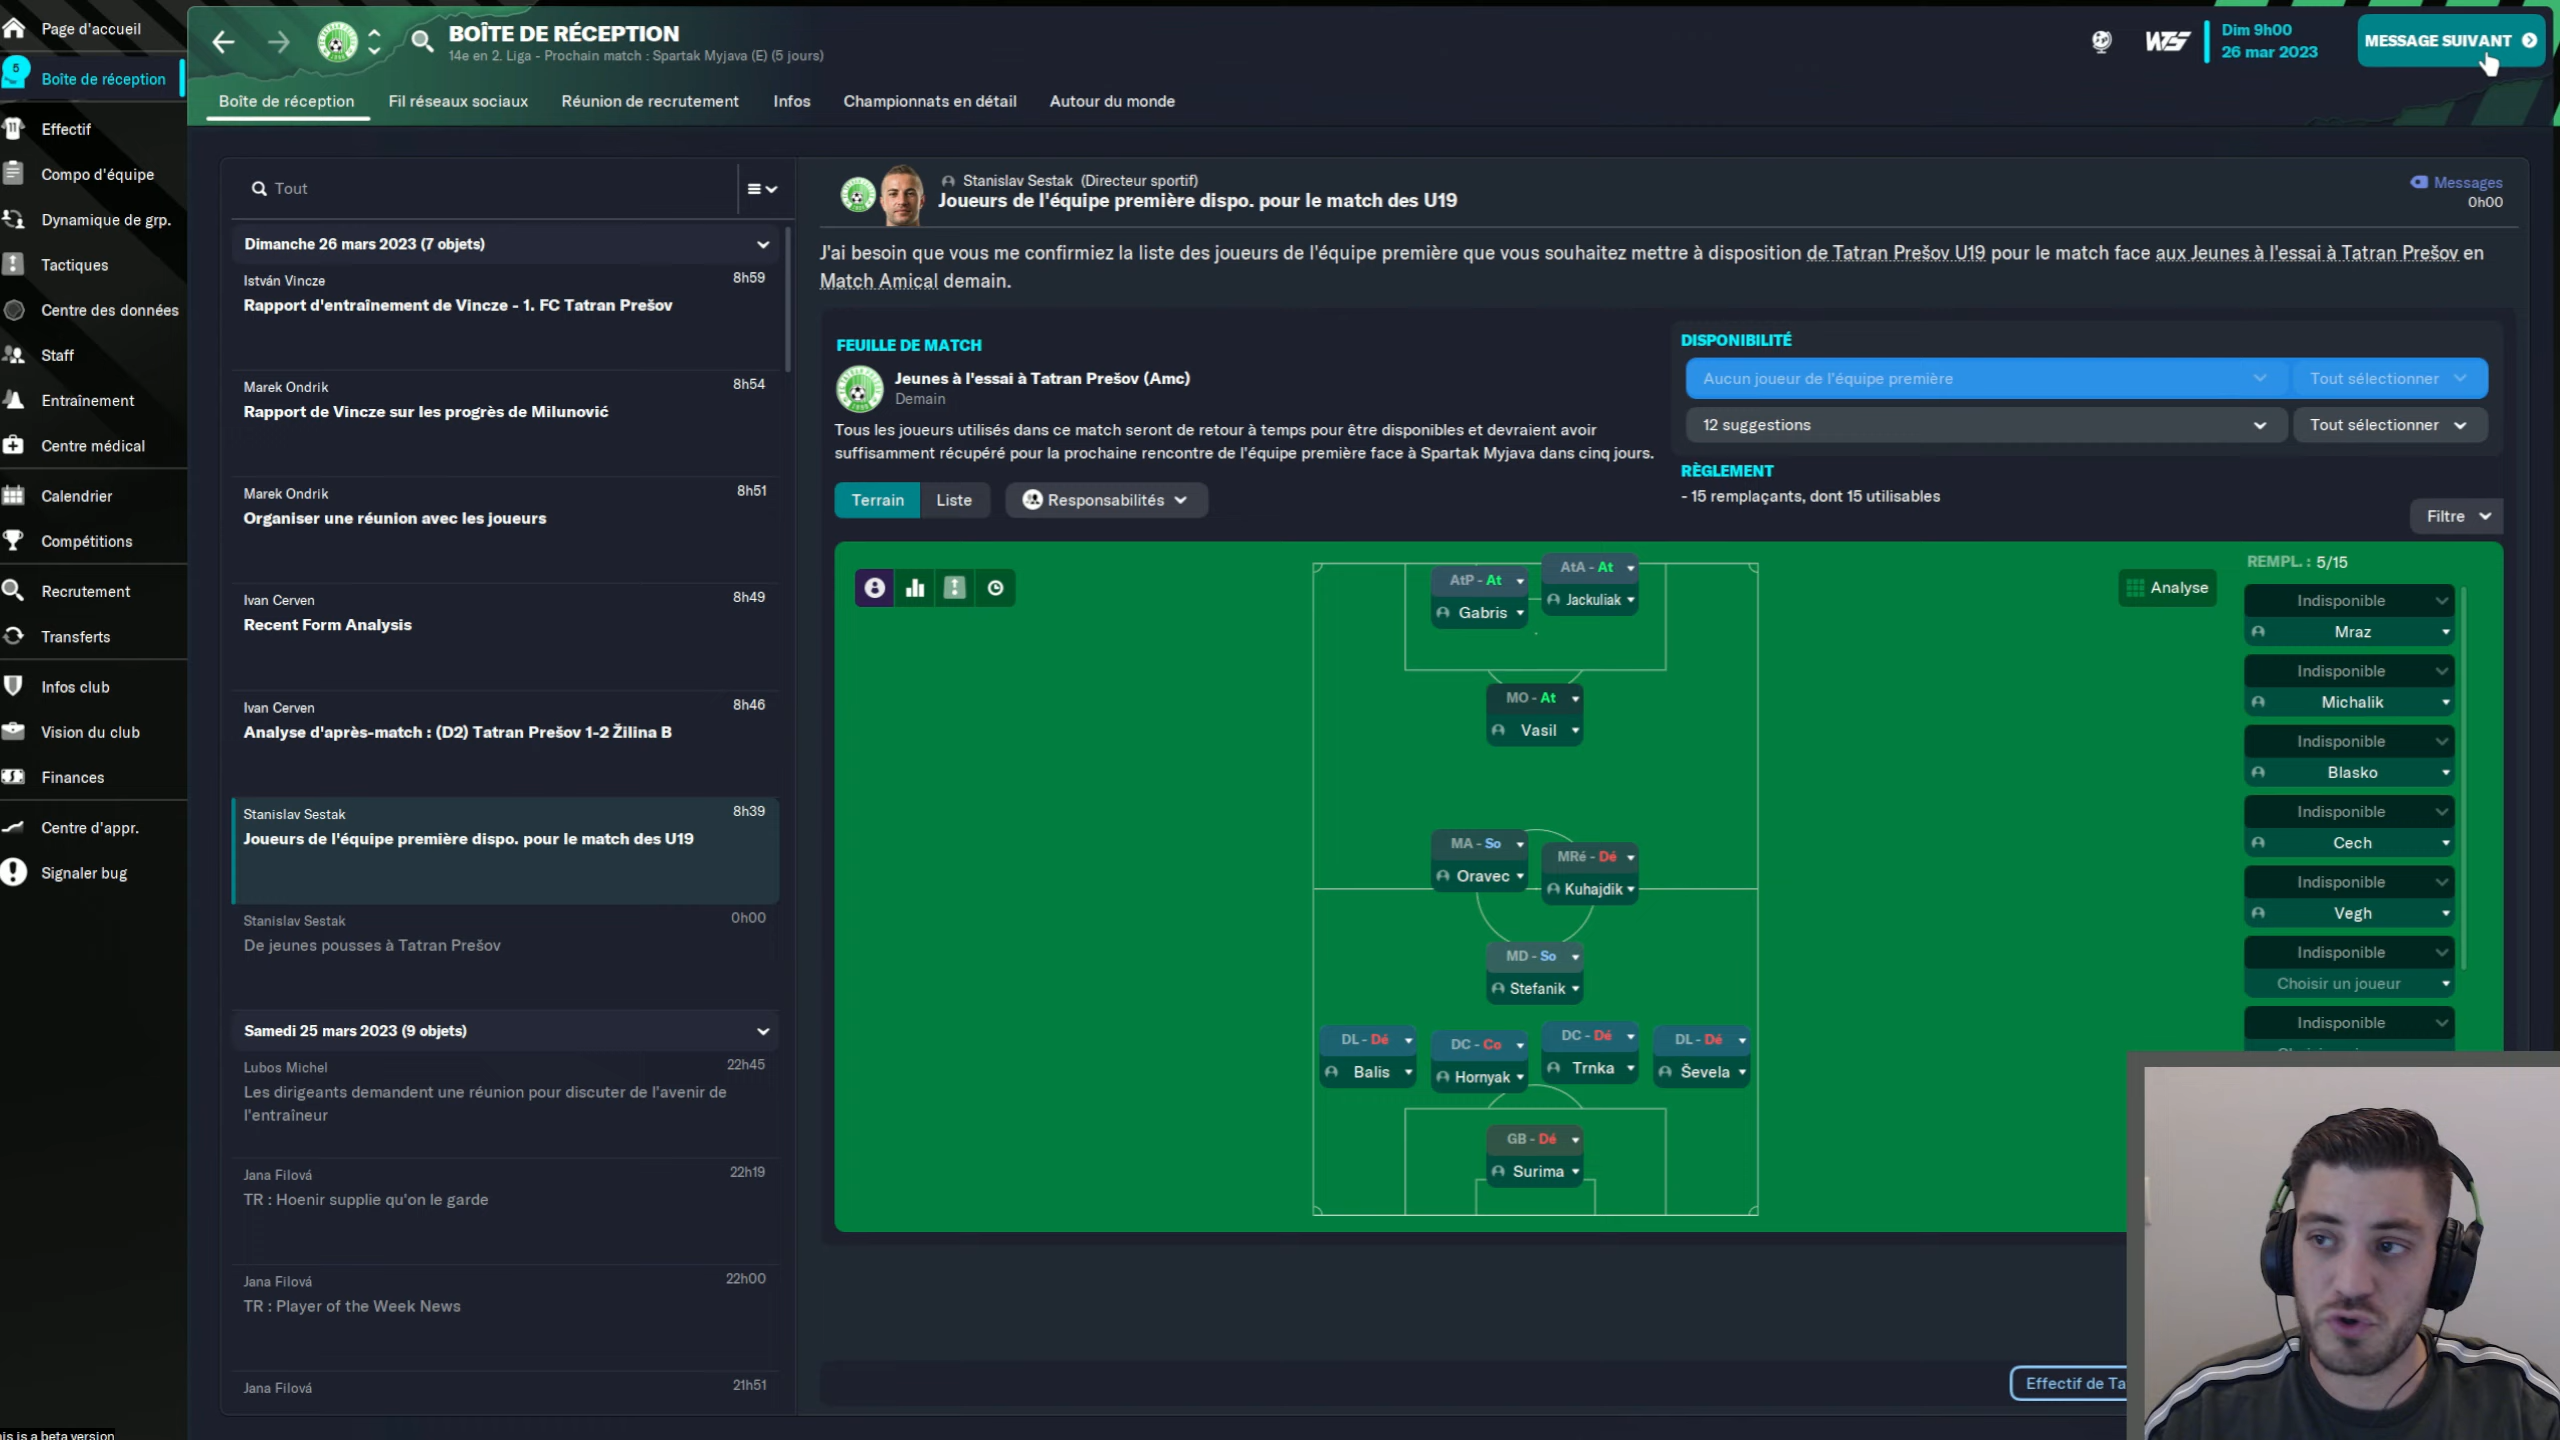 Page d'accueil
5
Boîte de réception
Effectif
Compo d'équipe
Dynamique de grp.
Tactiques
Centre des données
Staff
Entraînement
Centre médical
Calendrier
Compétitions
Recrutement
Transferts
Infos club
Vision du club
Finances
Centre d'appr.
Signaler bug
his is a beta version
BOÎTE DE RÉCEPTION
14e en 2. Liga - Prochain match : Spartak Myjava (E) (5 jours)
Dim 9h00
26 mar 2023
MESSAGE SUIVANT
Boîte de réception
Fil réseaux sociaux
Réunion de recrutement
Infos
Championnats en détail
Autour du monde
Tout
Dimanche 26 mars 2023 (7 objets)
István Vincze 8h59
Rapport d'entraînement de Vincze - 1. FC Tatran Prešov
Marek Ondrik 8h54
Rapport de Vincze sur les progrès de Milunović
Marek Ondrik 8h51
Organiser une réunion avec les joueurs
Ivan Cerven 8h49
Recent Form Analysis
Ivan Cerven 8h46
Analyse d'après-match : (D2) Tatran Prešov 1-2 Žilina B
Stanislav Sestak 8h39
Joueurs de l'équipe première dispo. pour le match des U19
Stanislav Sestak 0h00
De jeunes pousses à Tatran Prešov
Samedi 25 mars 2023 (9 objets)
Lubos Michel 22h45
Les dirigeants demandent une réunion pour discuter de l'avenir de
l'entraîneur
Jana Filová 22h19
TR : Hoenir supplie qu'on le garde
Jana Filová 22h00
TR : Player of the Week News
Jana Filová 21h51
Stanislav Sestak (Directeur sportif)
Joueurs de l'équipe première dispo. pour le match des U19
Messages
0h00
J'ai besoin que vous me confirmiez la liste des joueurs de l'équipe première que vous souhaitez mettre à disposition de Tatran Prešov U19 pour le match face aux Jeunes à l'essai à Tatran Prešov en
Match Amical demain.
FEUILLE DE MATCH
Jeunes à l'essai à Tatran Prešov (Amc)
Demain
Tous les joueurs utilisés dans ce match seront de retour à temps pour être disponibles et devraient avoir
suffisamment récupéré pour la prochaine rencontre de l'équipe première face à Spartak Myjava dans cinq jours.
DISPONIBILITÉ
Aucun joueur de l'équipe première
Tout sélectionner
12 suggestions
Tout sélectionner
RÈGLEMENT
- 15 remplaçants, dont 15 utilisables
Terrain
Liste
Responsabilités
Filtre
Analyse
AtP - At
Gabris
AtA - At
Jackuliak
MO - At
Vasil
MA - So
Oravec
MRé - Dé
Kuhajdik
MD - So
Stefanik
DL - Dé
Balis
DC - Co
Hornyak
DC - Dé
Trnka
DL - Dé
Ševela
GB - Dé
Surima
REMPL. : 5/15
Indisponible
Mraz
Indisponible
Michalik
Indisponible
Blasko
Indisponible
Cech
Indisponible
Vegh
Indisponible
Choisir un joueur
Indisponible
Effectif de Ta